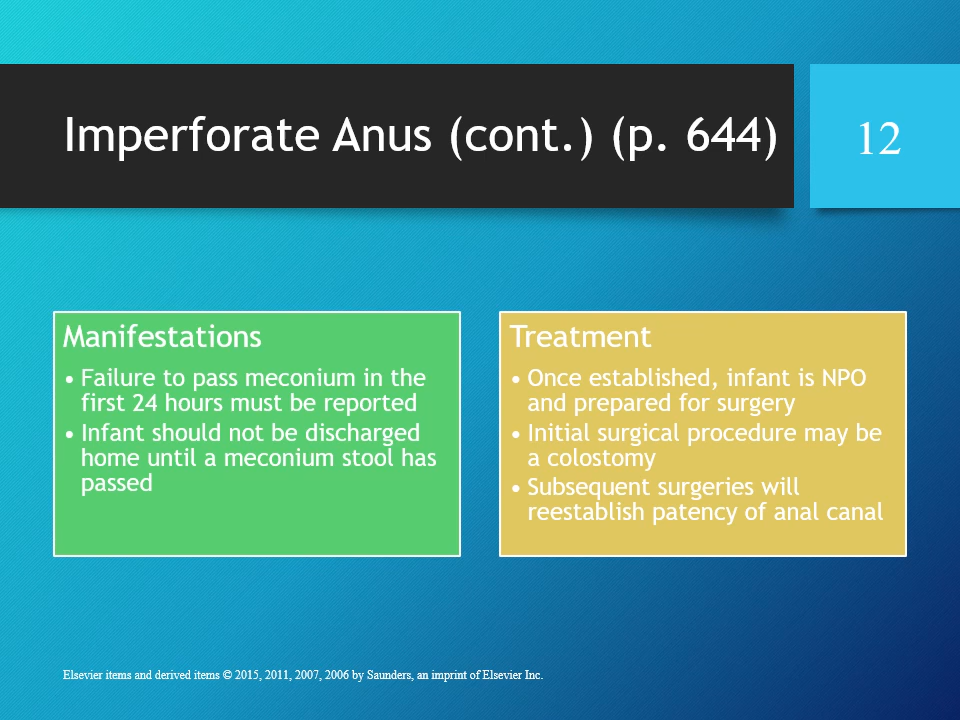 Imperforate Anus (cont.) (p. 644)
12
Manifestations
• Failure to pass meconium in the
first 24 hours must be reported
• Infant should not be discharged
home until a meconium stool has
passed
Treatment
• Once established, infant is NPO
and prepared for surgery
• Initial surgical procedure may be
a colostomy
• Subsequent surgeries will
reestablish patency of anal canal
Elsevier items and derived items © 2015, 2011, 2007, 2006 by Saunders, an imprint of Elsevier Inc.